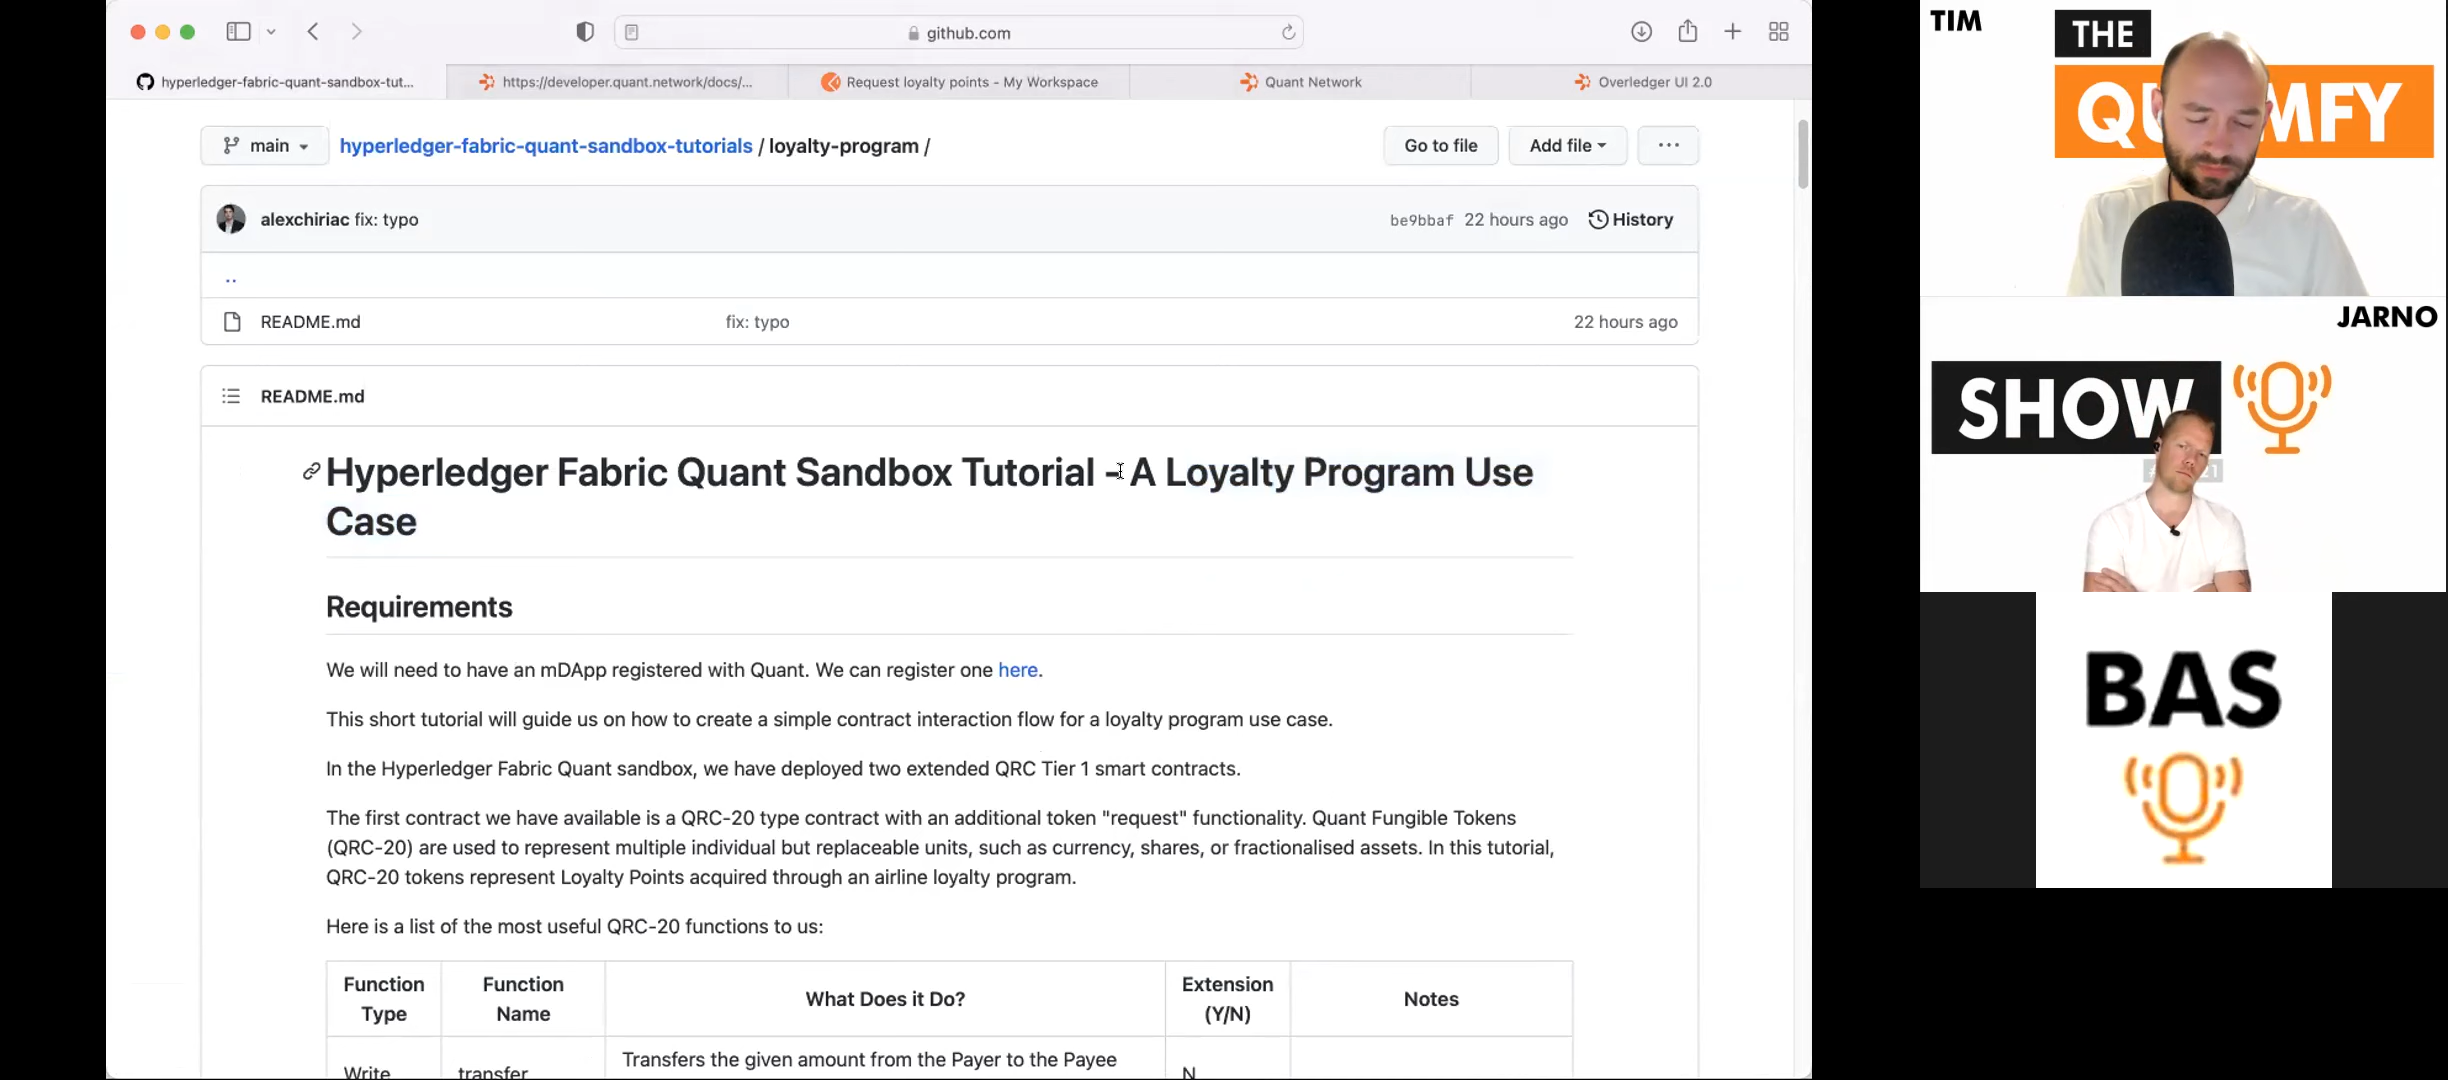 github.com
hyperledger-fabric-quant-sandbox-tut...
https://developer.quant.network/docs/...
Request loyalty points - My Workspace
Quant Network
Overledger UI 2.0
main
hyperledger-fabric-quant-sandbox-tutorials / loyalty-program /
Go to file
Add file
...
alexchiriac fix: typo
be9bbaf 22 hours ago
History
..
README.md
fix: typo
22 hours ago
README.md
Hyperledger Fabric Quant Sandbox Tutorial - A Loyalty Program Use
Case
Requirements
We will need to have an mDApp registered with Quant. We can register one here.
This short tutorial will guide us on how to create a simple contract interaction flow for a loyalty program use case.
In the Hyperledger Fabric Quant sandbox, we have deployed two extended QRC Tier 1 smart contracts.
The first contract we have available is a QRC-20 type contract with an additional token "request" functionality. Quant Fungible Tokens
(QRC-20) are used to represent multiple individual but replaceable units, such as currency, shares, or fractionalised assets. In this tutorial,
QRC-20 tokens represent Loyalty Points acquired through an airline loyalty program.
Here is a list of the most useful QRC-20 functions to us:
Function
Type
Function
Name
What Does it Do?
Extension
(Y/N)
Notes
Write
transfer
Transfers the given amount from the Payer to the Payee
N
TIM
THE
JARNO
SHOW
BAS